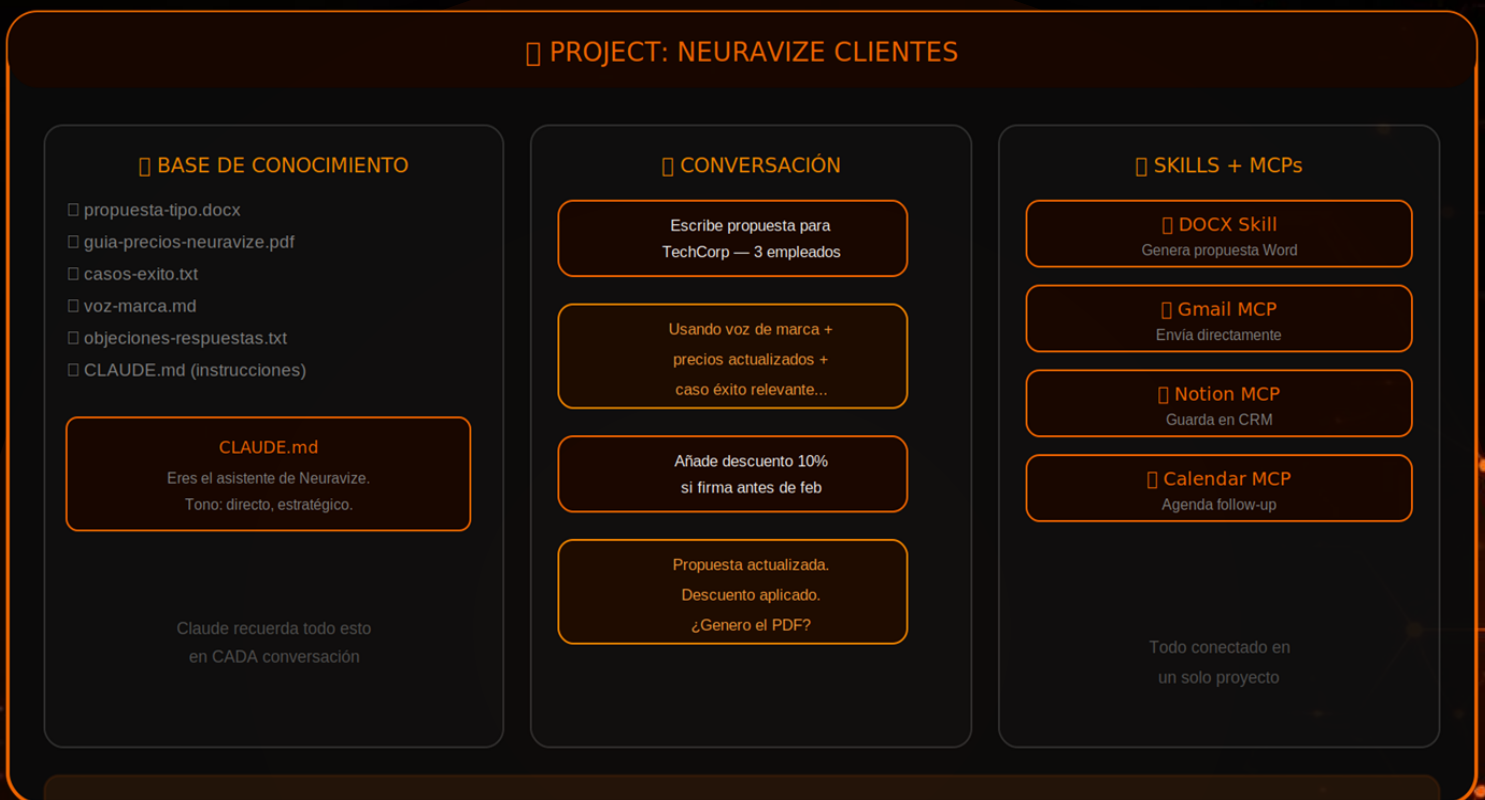 PROJECT: NEURAVIZE CLIENTES
BASE DE CONOCIMIENTO
propuesta-tipo.docx
guia-precios-neuravize.pdf
casos-exito.txt
voz-marca.md
objeciones-respuestas.txt
CLAUDE.md (instrucciones)
CLAUDE.md
Eres el asistente de Neuravize.
Tono: directo, estratégico.
Claude recuerda todo esto
en CADA conversación
CONVERSACIÓN
Escribe propuesta para
TechCorp — 3 empleados
Usando voz de marca +
precios actualizados +
caso éxito relevante...
Añade descuento 10%
si firma antes de feb
Propuesta actualizada.
Descuento aplicado.
¿Genero el PDF?
SKILLS + MCPs
DOCX Skill
Genera propuesta Word
Gmail MCP
Envía directamente
Notion MCP
Guarda en CRM
Calendar MCP
Agenda follow-up
Todo conectado en
un solo proyecto